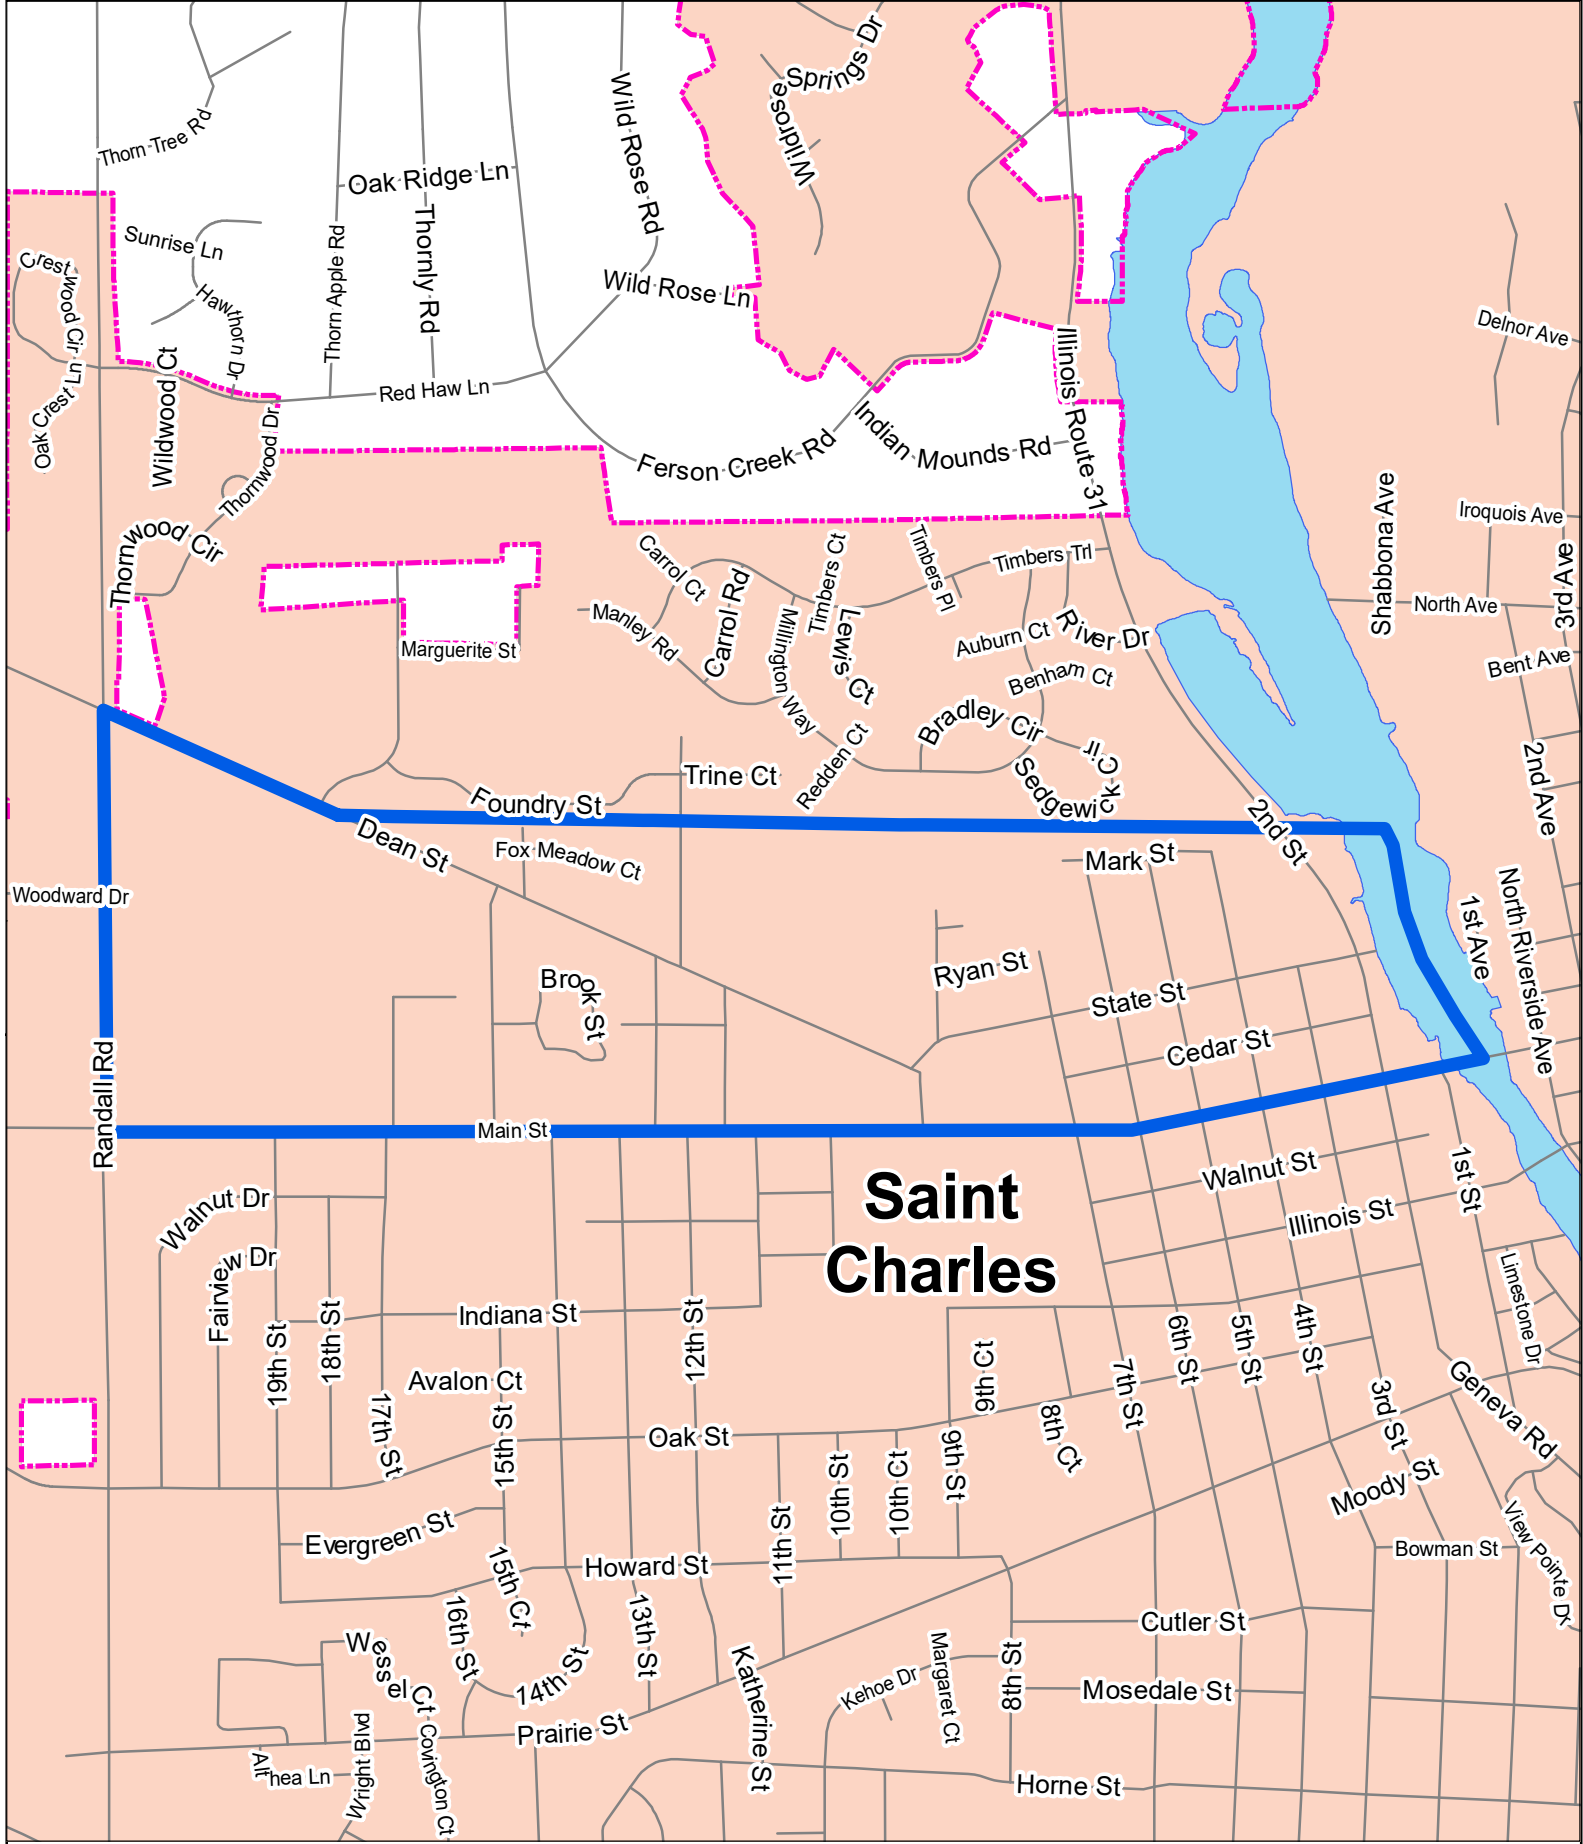 Springs Dr
Wildrose
Thorn Tree Rd
Wild Rose Rd
Oak Ridge Ln
Thornly Rd
Thorn Apple Rd
Sunrise Ln
Crestwood Cir
Hawthorn Dr
Wild Rose Ln
Delnor Ave
Illinois Route 31
Wildwood Ct
Oak Crest Ln
Red Haw Ln
Thornwood Dr
Indian Mounds Rd
Ferson Creek Rd
Shabbona Ave
Iroquois Ave
3rd Ave
Thornwood Cir
Carrol Ct
Timbers Ct
Timbers Pl
Timbers Trl
Carrol Rd
North Ave
Manley Rd
Millington Way
Lewis Ct
Auburn Ct
River Dr
Marguerite St
Bent Ave
Benham Ct
Bradley Cir
Redden Ct
Sedgewick Cir
Trine Ct
2nd Ave
Foundry St
2nd St
Dean St
Fox Meadow Ct
Mark St
Woodward Dr
1st Ave
North Riverside Ave
Brook St
Ryan St
State St
Cedar St
Randall Rd
Main St
Walnut St
1st St
Saint
Charles
Walnut Dr
Illinois St
Fairview Dr
Limestone Dr
Indiana St
12th St
19th St
18th St
9th Ct
6th St
5th St
4th St
7th St
Avalon Ct
17th St
15th St
Oak St
9th St
8th Ct
3rd St
Geneva Rd
10th St
10th Ct
11th St
Moody St
Evergreen St
View Pointe Dr
Bowman St
Howard St
15th Ct
16th St
13th St
14th St
Cutler St
Wessel Ct
Katherine St
Kehoe Dr
Margaret Ct
8th St
Mosedale St
Prairie St
Covington Ct
Wright Blvd
Althea Ln
Horne St